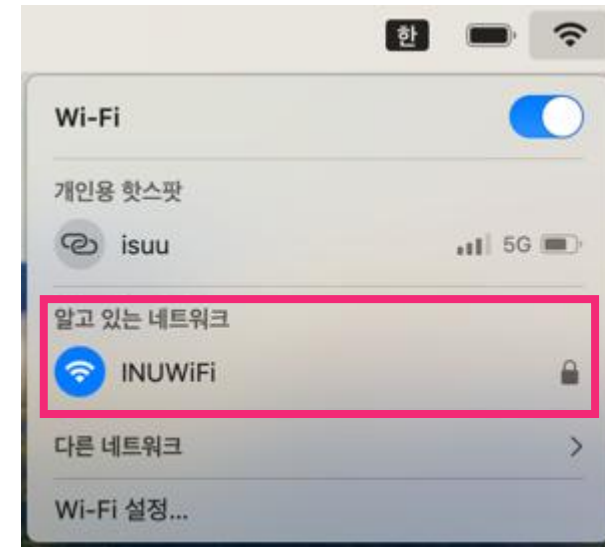 한
Wi-Fi
개인용 핫스팟
isuu 5G
알고 있는 네트워크
INUWiFi
다른 네트워크
Wi-Fi 설정...